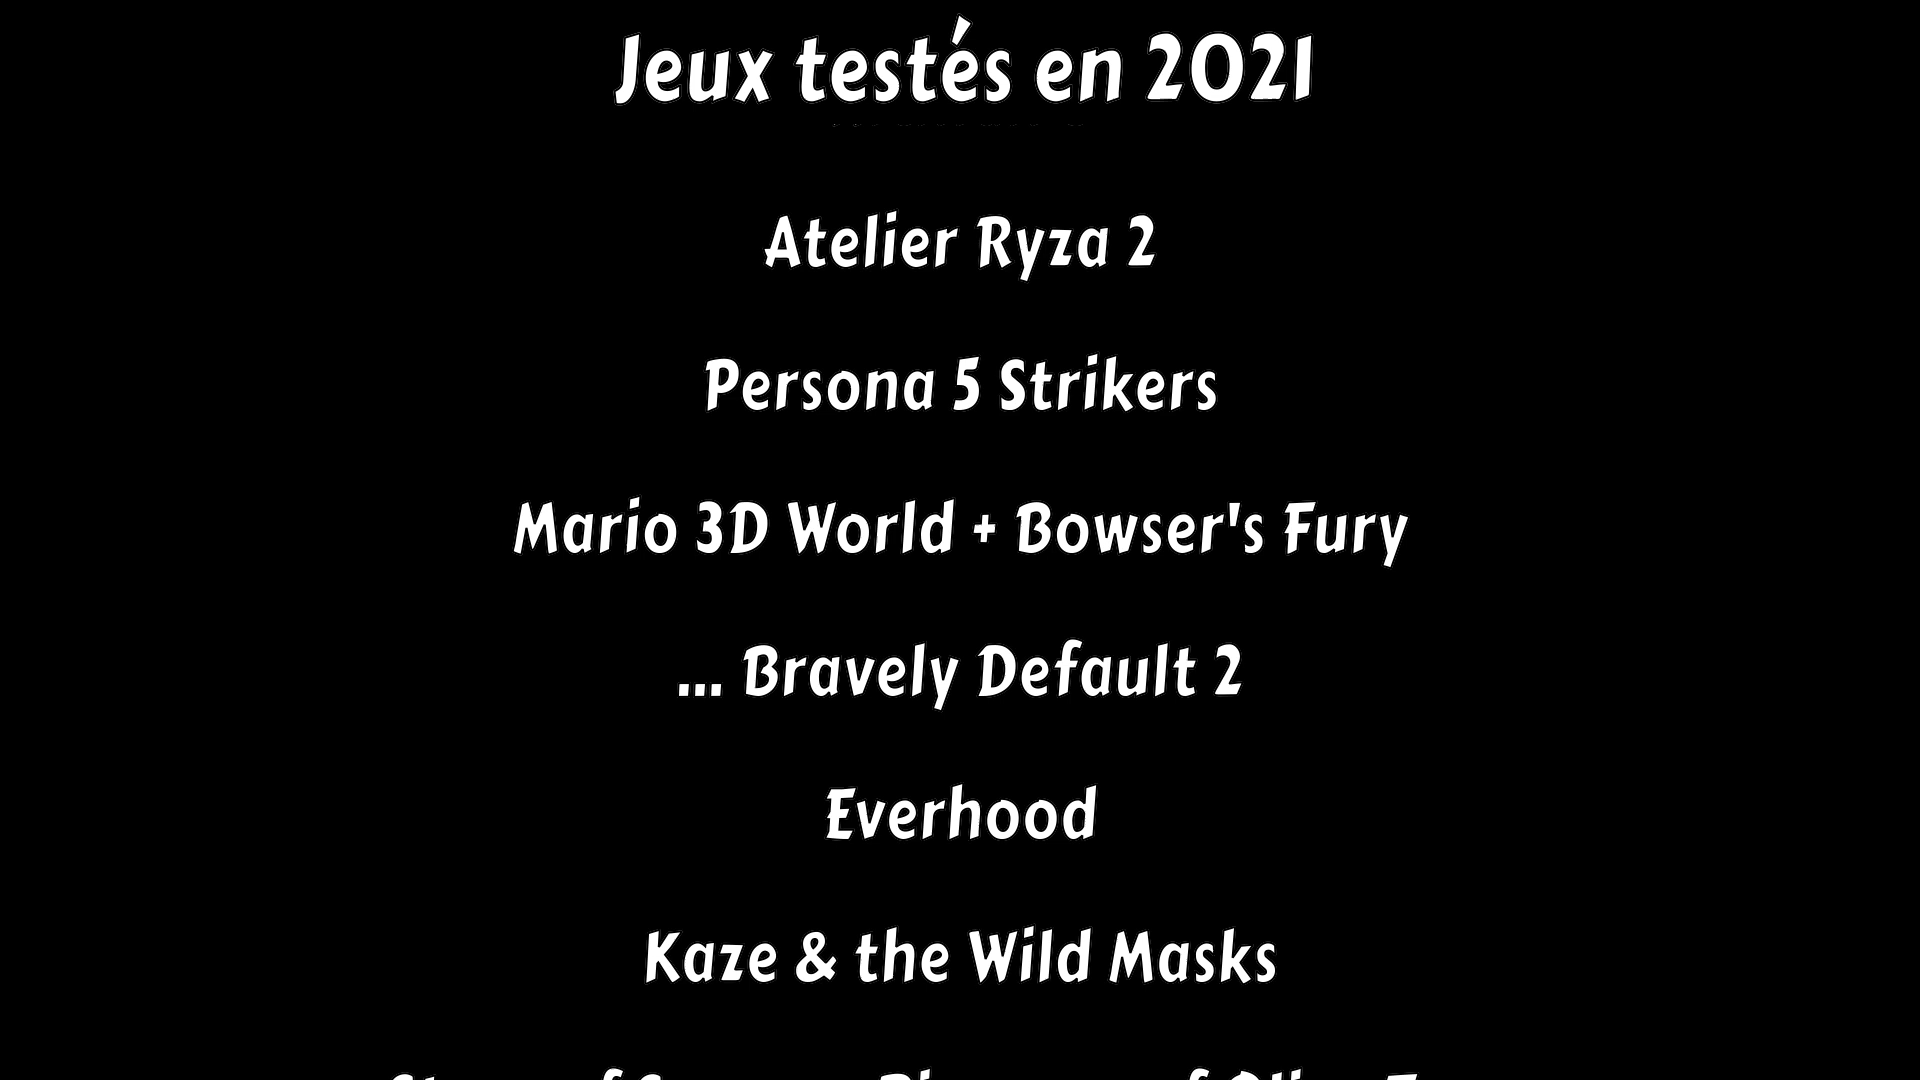 Jeux testés en 2021
Atelier Ryza 2
Persona 5 Strikers
Mario 3D World + Bowser's Fury
... Bravely Default 2
Everhood
Kaze & the Wild Masks